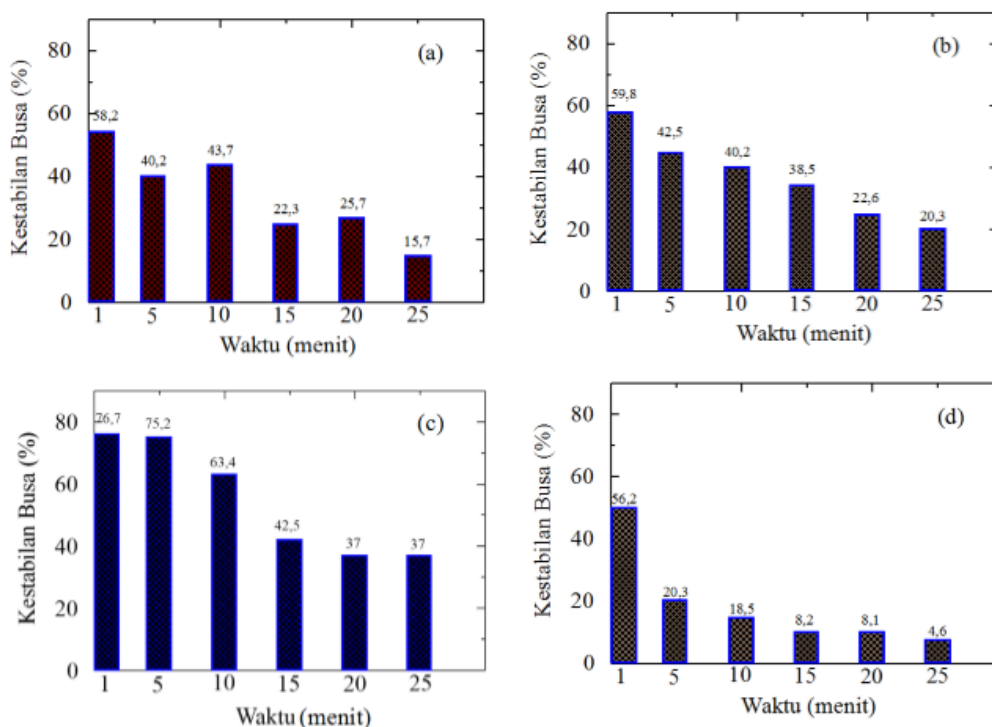 (a)
Kestabilan Busa (%)
80
60
40
20
0
58,2
40,2
43,7
22,3
25,7
15,7
1 5 10 15 20 25
Waktu (menit)
(b)
Kestabilan Busa (%)
80
60
40
20
0
59,8
42,5
40,2
38,5
22,6
20,3
1 5 10 15 20 25
Waktu (menit)
(c)
Kestabilan Busa (%)
80
60
40
20
0
76,7
75,2
63,4
42,5
37
37
1 5 10 15 20 25
Waktu (menit)
(d)
Kestabilan Busa (%)
80
60
40
20
0
56,2
20,3
18,5
8,2
8,1
4,6
1 5 10 15 20 25
Waktu (menit)